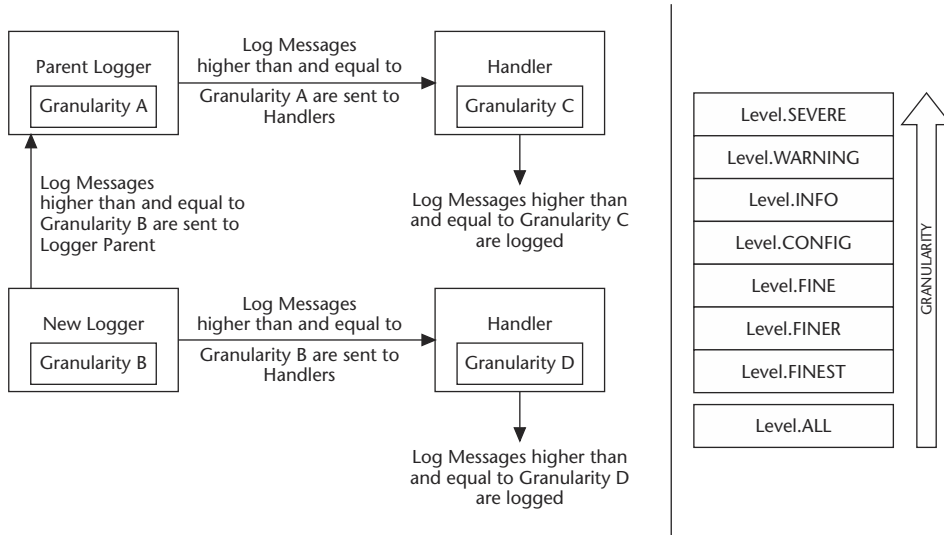 Parent Logger
Granularity A
Log Messages
higher than and equal to
Granularity A are sent to
Handlers
Handler
Granularity C
Log Messages
higher than and equal to
Granularity B are sent to
Logger Parent
Log Messages higher than
and equal to Granularity C
are logged
New Logger
Granularity B
Log Messages
higher than and equal to
Granularity B are sent to
Handlers
Handler
Granularity D
Log Messages higher than
and equal to Granularity D
are logged
Level.SEVERE
Level.WARNING
Level.INFO
Level.CONFIG
Level.FINE
Level.FINER
Level.FINEST
Level.ALL
GRANULARITY